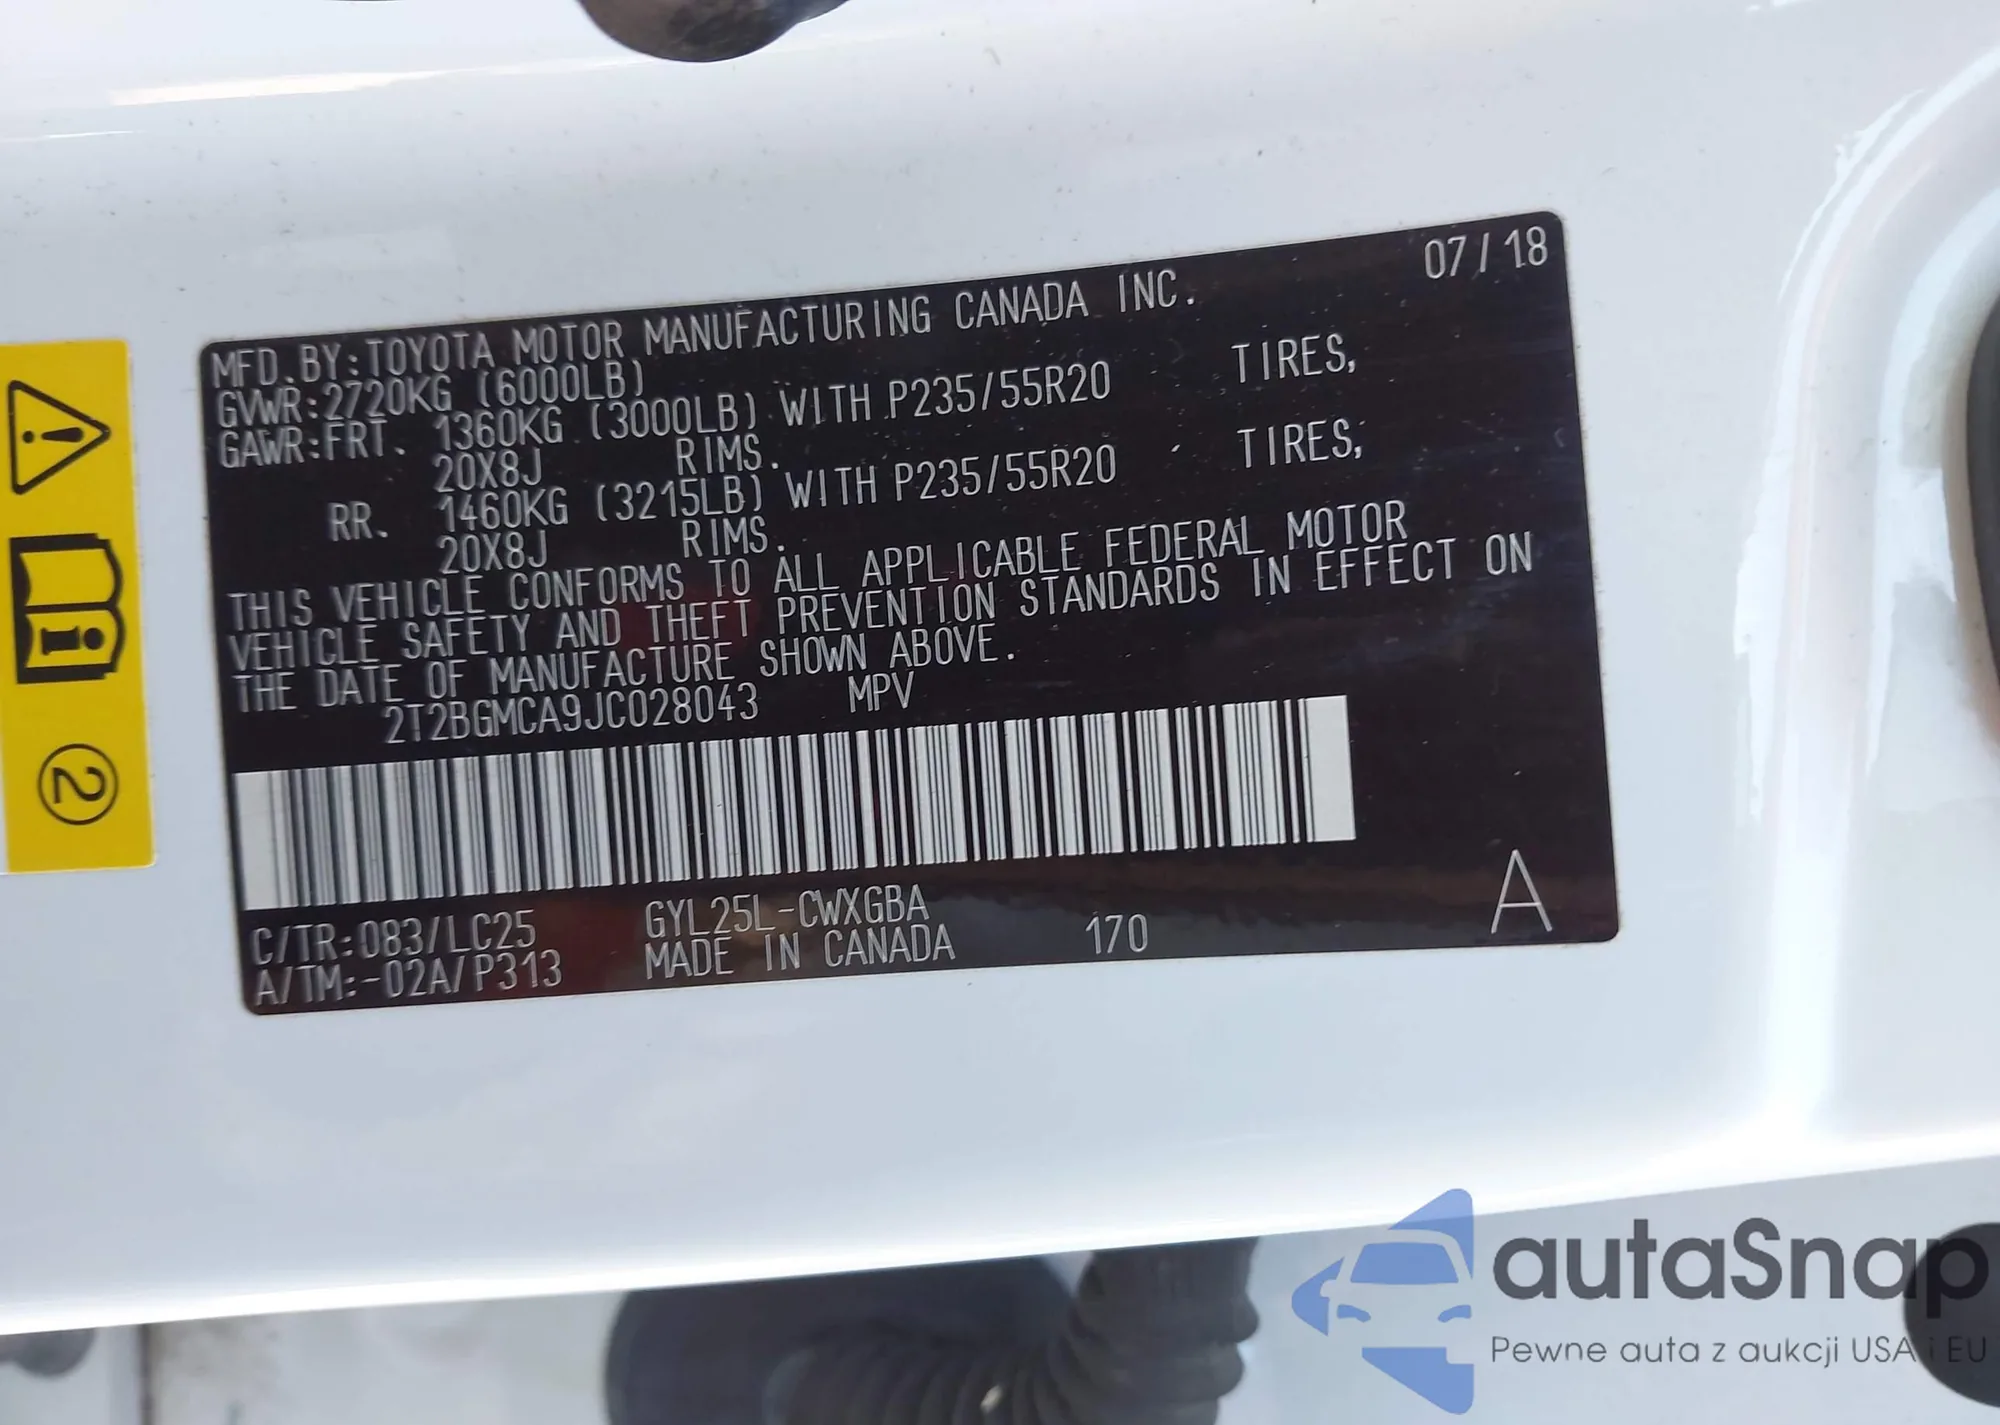 07/18
MFD.BY:TOYOTA MOTOR MANUFACTURING CANADA INC.
GVWR:2720KG (6000LB)
GAWR:FRT. 1360KG (3000LB) WITH P235/55R20 TIRES,
20X8J RIMS.
RR. 1460KG (3215LB) WITH P235/55R20 TIRES,
20X8J RIMS.
THIS VEHICLE CONFORMS TO ALL APPLICABLE FEDERAL MOTOR
VEHICLE SAFETY AND THEFT PREVENTION STANDARDS IN EFFECT ON
THE DATE OF MANUFACTURE SHOWN ABOVE.
2T2BGMCA9JC028043 MPV
C/TR:083/LC25 GYL25L-CWXGBA
A/TM:-02A/P313 MADE IN CANADA 170 A
2
autaSnap
Pewne auta z aukcji USA i EU